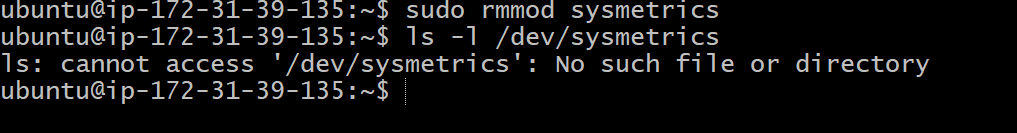 ubuntu@ip-172-31-39-135:~$ sudo rmmod sysmetrics
ubuntu@ip-172-31-39-135:~$ ls -l /dev/sysmetrics
ls: cannot access '/dev/sysmetrics': No such file or directory
ubuntu@ip-172-31-39-135:~$